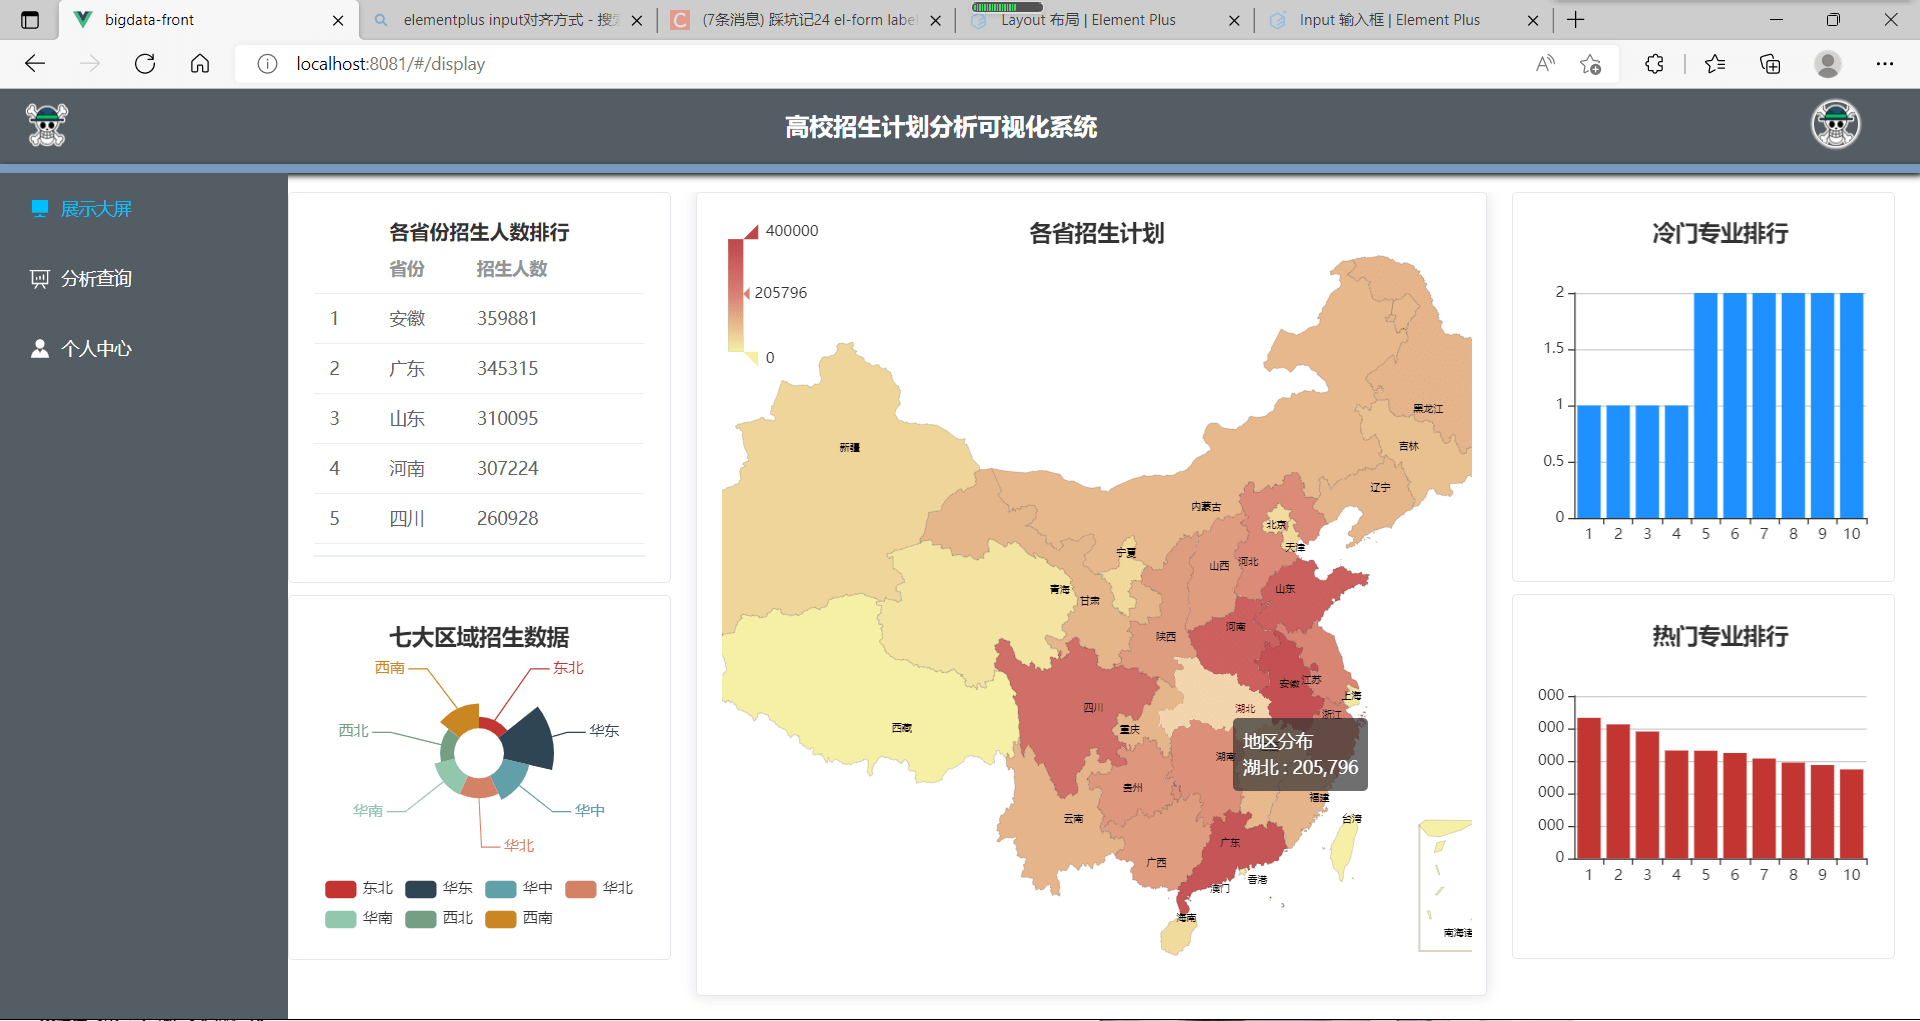 bigdata-front
elementplus input对齐方式 - 搜索
(7条消息) 踩坑记24 el-form labe
Layout 布局 | Element Plus
Input 输入框 | Element Plus
localhost:8081/#/display
高校招生计划分析可视化系统
展示大屏
分析查询
个人中心
各省份招生人数排行
省份 招生人数
1 安徽 359881
2 广东 345315
3 山东 310095
4 河南 307224
5 四川 260928
七大区域招生数据
西南
东北
西北
华东
华南
华中
华北
东北 华东 华中 华北
华南 西北 西南
各省招生计划
400000
205796
0
黑龙江
新疆
吉林
辽宁
内蒙古
北京
天津
宁夏
山西
河北
青海
甘肃
山东
陕西
河南
安徽
江苏
上海
四川
湖北
浙江
西藏
重庆
湖南
地区分布
湖北 : 205,796
贵州
福建
云南
台湾
广东
广西
香港
澳门
海南
南海诸
冷门专业排行
2
1.5
1
0.5
0
1 2 3 4 5 6 7 8 9 10
热门专业排行
000
000
000
000
000
0
1 2 3 4 5 6 7 8 9 10